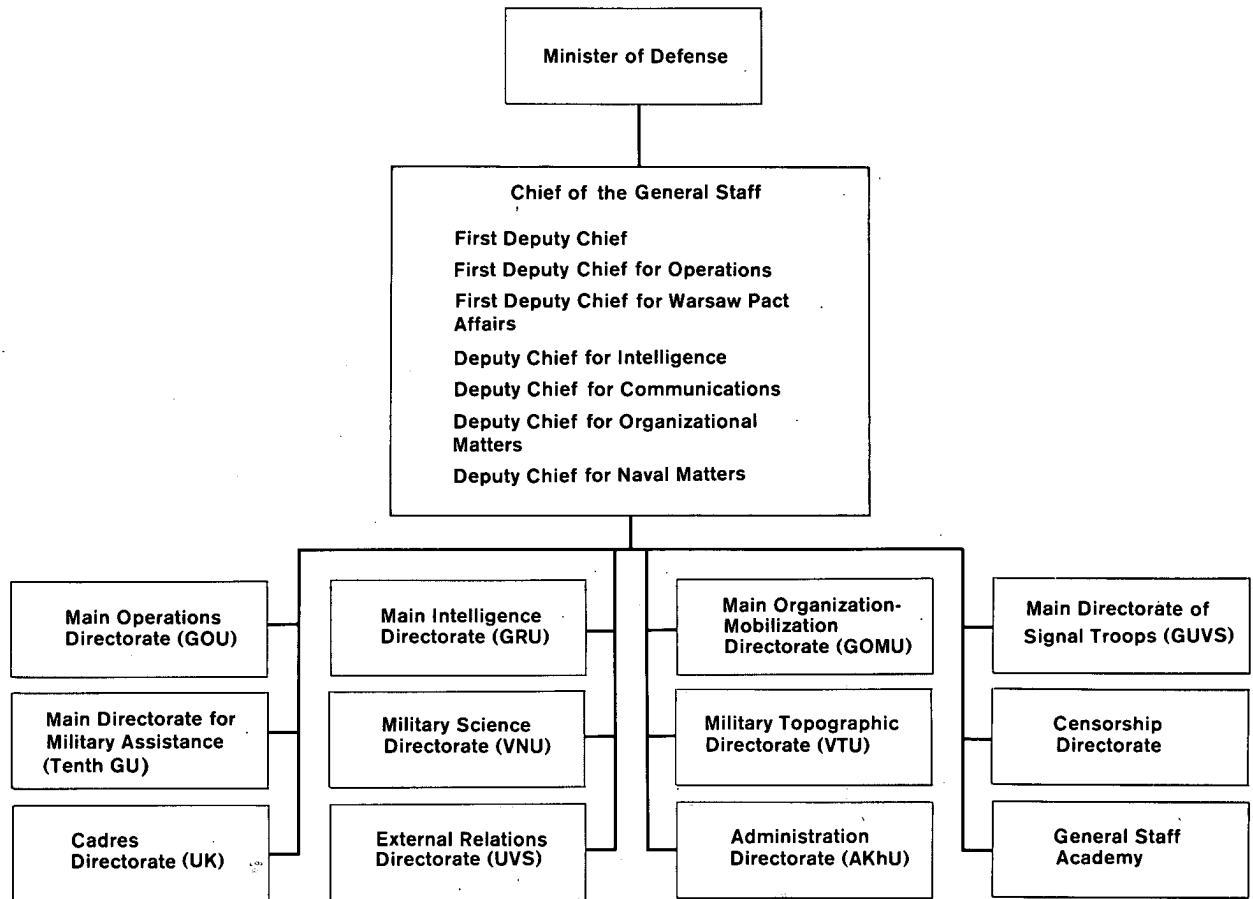 Minister of Defense
Chief of the General Staff
First Deputy Chief
First Deputy Chief for Operations
First Deputy Chief for Warsaw Pact
Affairs
Deputy Chief for Intelligence
Deputy Chief for Communications
Deputy Chief for Organizational
Matters
Deputy Chief for Naval Matters
Main Operations
Directorate (GOU)
Main Intelligence
Directorate (GRU)
Main Organization-
Mobilization
Directorate (GOMU)
Main Directorate of
Signal Troops (GUVS)
Main Directorate for
Military Assistance
(Tenth GU)
Military Science
Directorate (VNU)
Military Topographic
Directorate (VTU)
Censorship
Directorate
Cadres
Directorate (UK)
External Relations
Directorate (UVS)
Administration
Directorate (AKhU)
General Staff
Academy